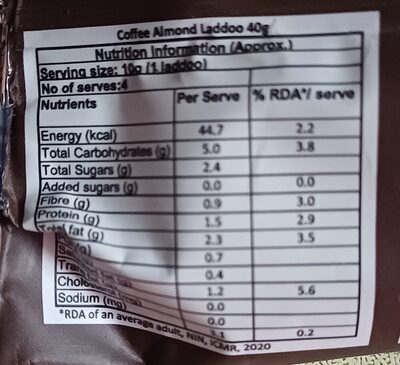 Coffee Almond Laddoo 40g
Nutrition Information (Approx.)
Serving size: 10g (1 laddoo)
No of serves:4
Nutrients Per Serve % RDA*/ serve
Energy (kcal) 44.7 2.2
Total Carbohydrates (g) 5.0 3.8
Total Sugars (g) 2.4
Added sugars (g) 0.0 0.0
Fibre (g) 0.9 3.0
Protein (g) 1.5 2.9
fat (g) 2.3 3.5
0.7
0.4
1.2 5.6
0.0
Sodium (mg) 0.0
3.1 0.2
*RDA of an average adult, NIN, ICMR, 2020